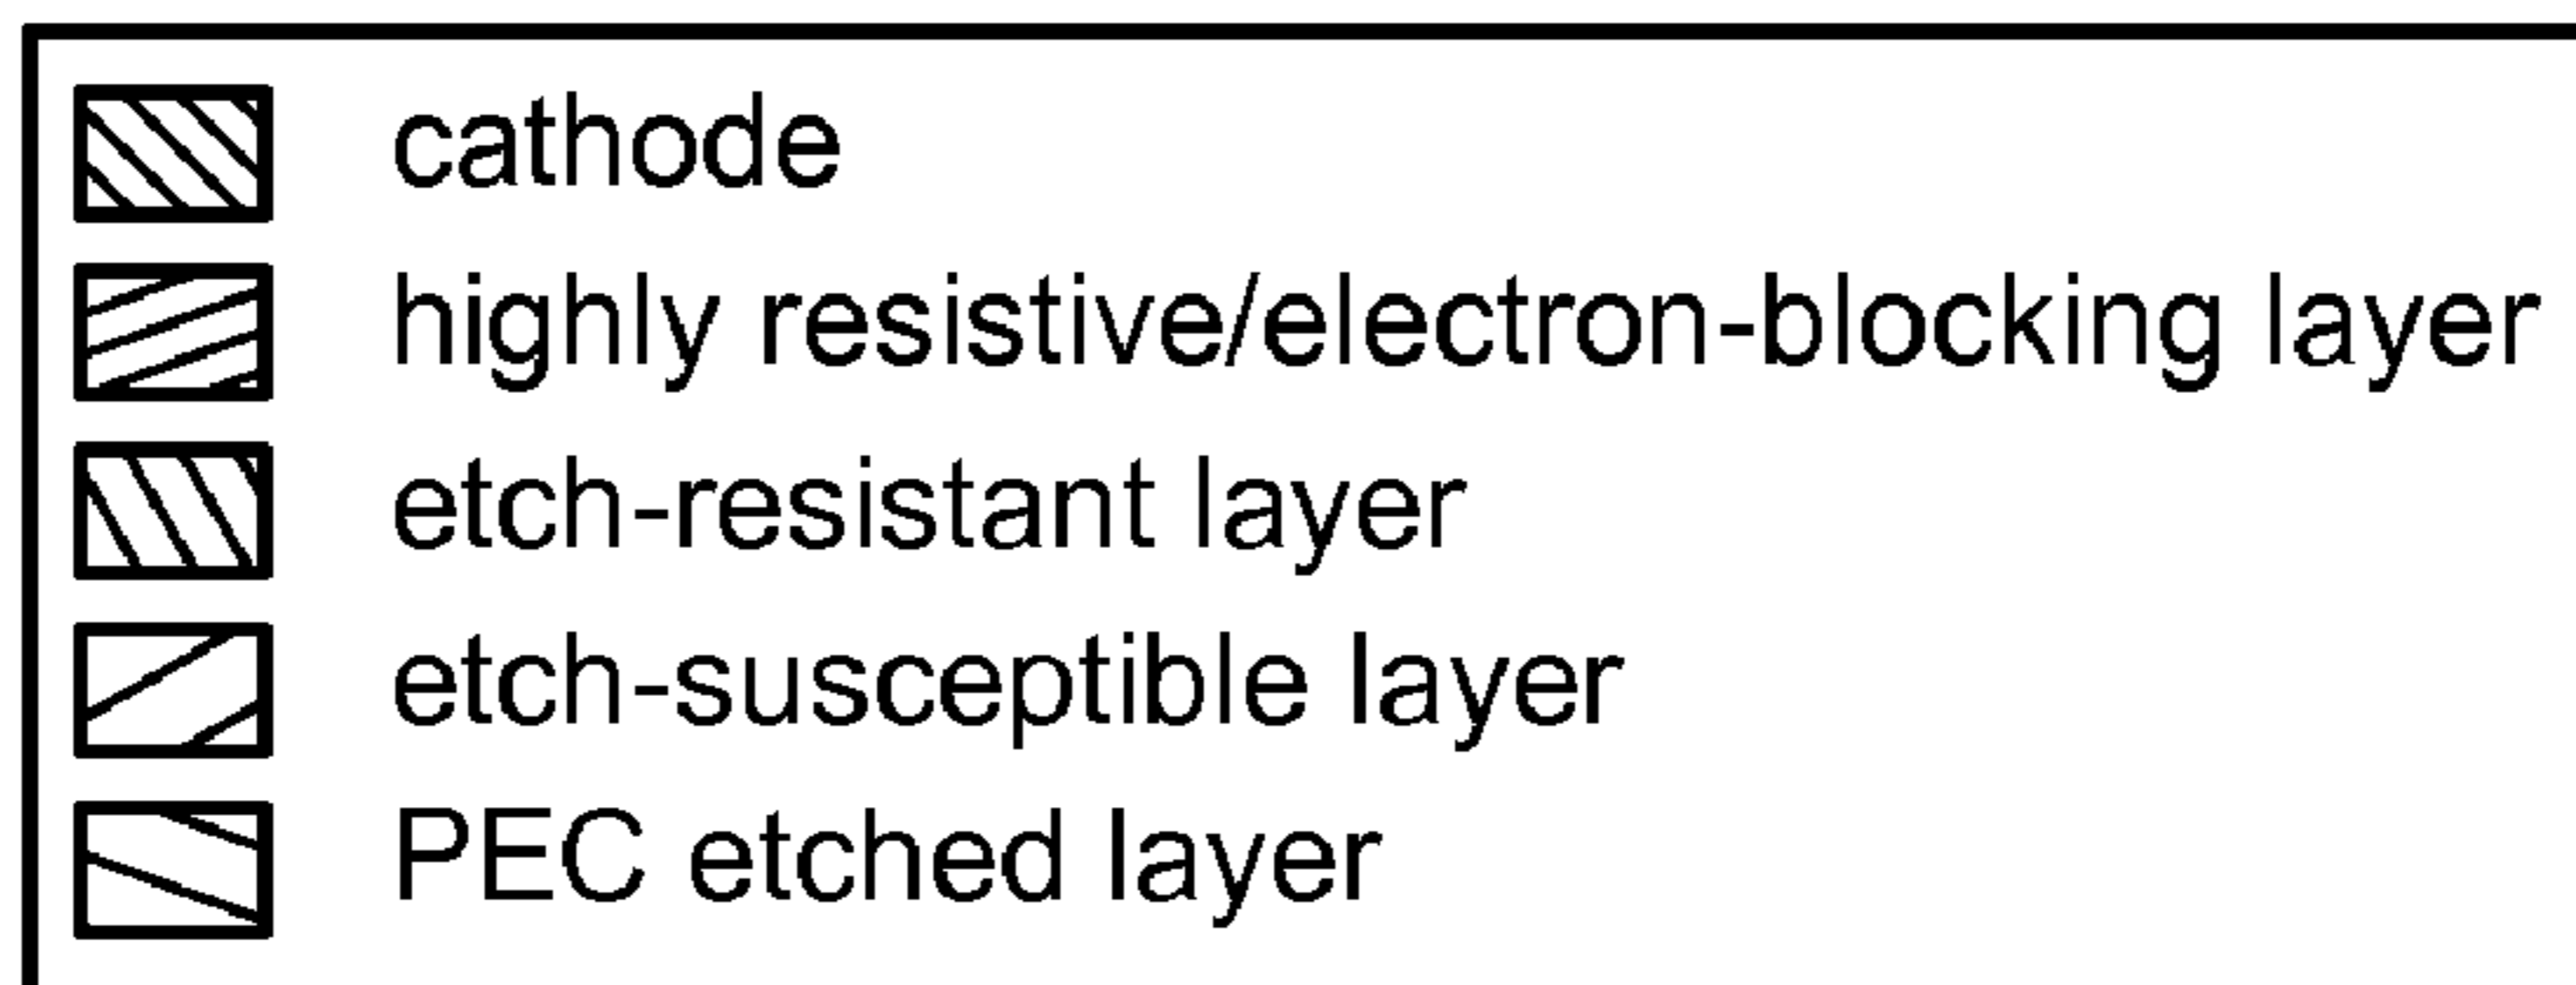 cathode
highly resistive/electron-blocking layer
etch-resistant layer
etch-susceptible layer
PEC etched layer